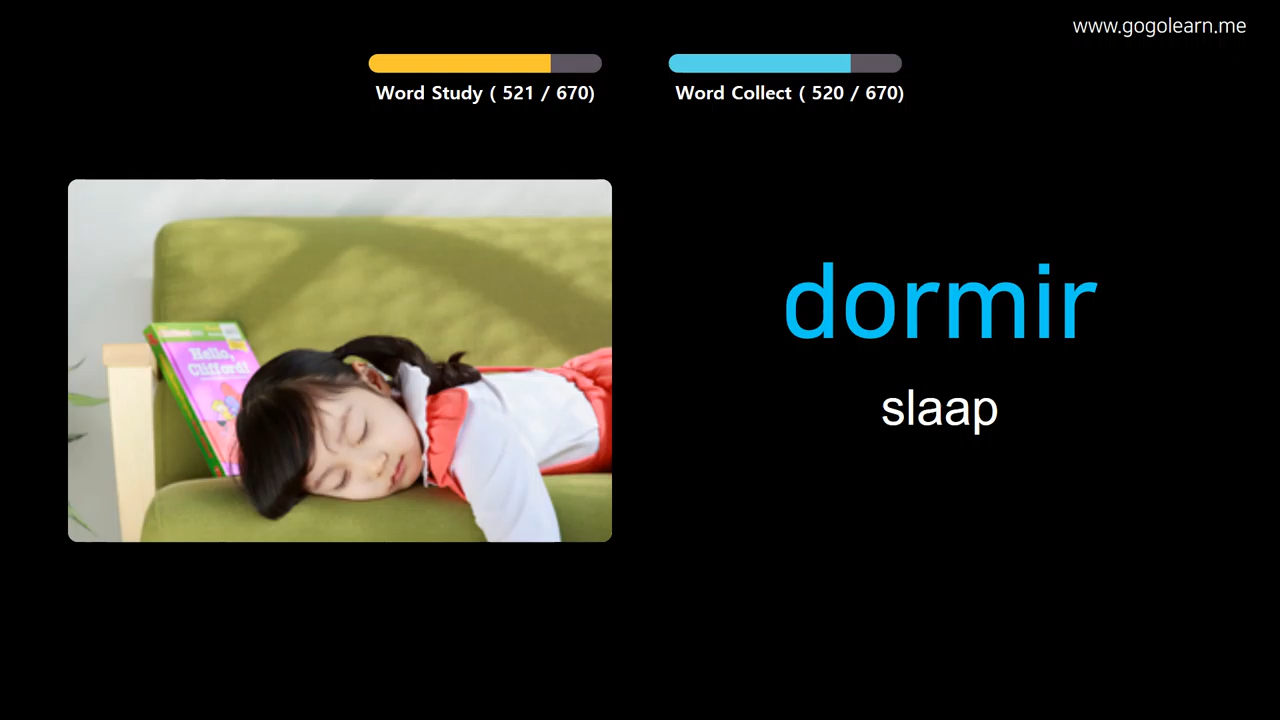 www.gogolearn.me
Word Study ( 521 / 670)
Word Collect ( 520 / 670)
Hello,
Clifford!
dormir
slaap